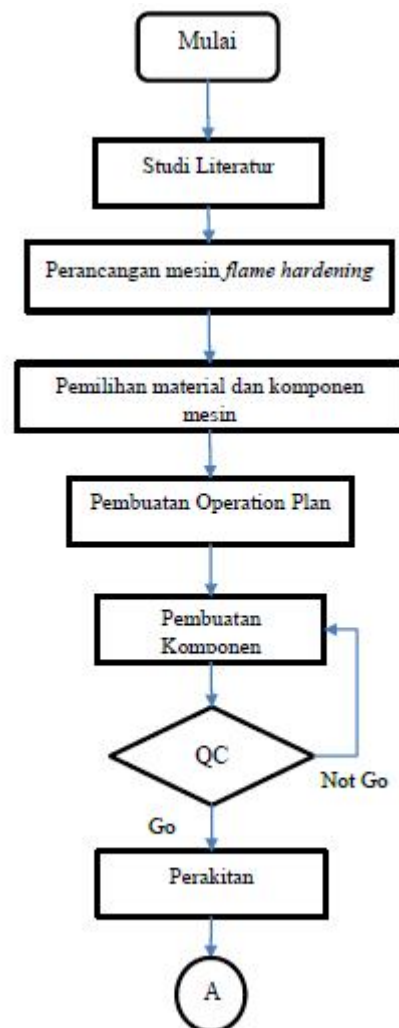 Mulai
Studi Literatur
Perancangan mesin flame hardening
Pemilihan material dan komponen
mesin
Pembuatan Operation Plan
Pembuatan
Komponen
QC
Not Go
Go
Perakitan
A